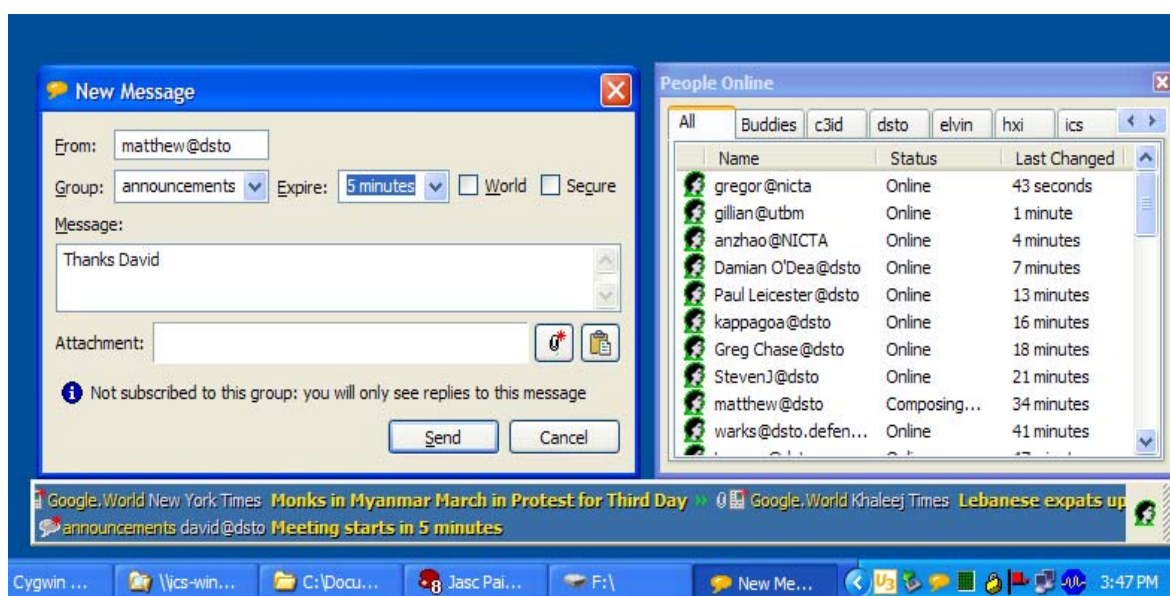 New Message
From: matthew@dsto
Group: announcements Expire: 5 minutes World Secure
Message:
Thanks David
Attachment:
Not subscribed to this group: you will only see replies to this message
Send Cancel
People Online
All Buddies c3id dsto elvin hxi ics
Name Status Last Changed
gregor@nicta Online 43 seconds
gillian@utbm Online 1 minute
anzhao@NICTA Online 4 minutes
Damian O'Dea@dsto Online 7 minutes
Paul Leicester@dsto Online 13 minutes
kappagoa@dsto Online 16 minutes
Greg Chase@dsto Online 18 minutes
StevenJ@dsto Online 21 minutes
matthew@dsto Composing... 34 minutes
warks@dsto.defen... Online 41 minutes
Google.World New York Times Monks in Myanmar March in Protest for Third Day Google.World Khaleej Times Lebanese expats up
announcements david@dsto Meeting starts in 5 minutes
Cygwin ... \\ics-win... C:\Docu... Jasc Pai... F:\ New Me... 3:47 PM